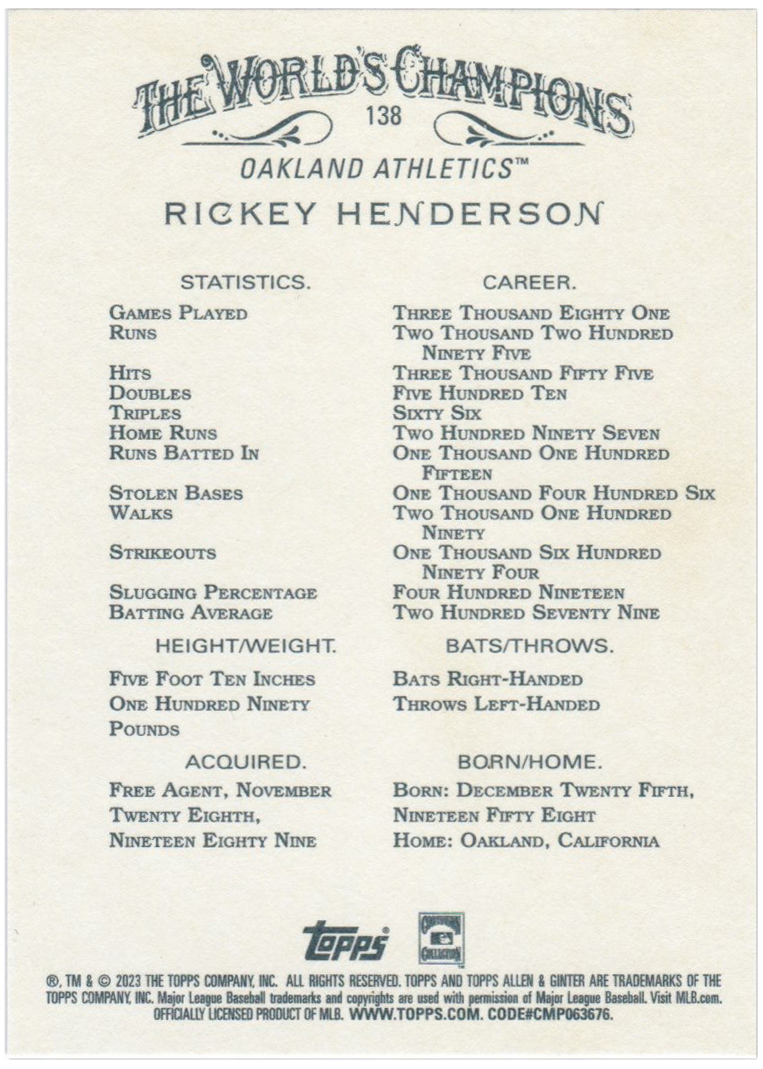 THE WORLD'S CHAMPIONS
138
OAKLAND ATHLETICS™
RICKEY HENDERSON
STATISTICS. CAREER.
GAMES PLAYED THREE THOUSAND EIGHTY ONE
RUNS TWO THOUSAND TWO HUNDRED
NINETY FIVE
HITS THREE THOUSAND FIFTY FIVE
DOUBLES FIVE HUNDRED TEN
TRIPLES SIXTY SIX
HOME RUNS TWO HUNDRED NINETY SEVEN
RUNS BATTED IN ONE THOUSAND ONE HUNDRED
FIFTEEN
STOLEN BASES ONE THOUSAND FOUR HUNDRED SIX
WALKS TWO THOUSAND ONE HUNDRED
NINETY
STRIKEOUTS ONE THOUSAND SIX HUNDRED
NINETY FOUR
SLUGGING PERCENTAGE FOUR HUNDRED NINETEEN
BATTING AVERAGE TWO HUNDRED SEVENTY NINE
HEIGHT/WEIGHT. BATS/THROWS.
FIVE FOOT TEN INCHES BATS RIGHT-HANDED
ONE HUNDRED NINETY THROWS LEFT-HANDED
POUNDS
ACQUIRED. BORN/HOME.
FREE AGENT, NOVEMBER BORN: DECEMBER TWENTY FIFTH,
TWENTY EIGHTH, NINETEEN FIFTY EIGHT
NINETEEN EIGHTY NINE HOME: OAKLAND, CALIFORNIA
topps® COOPERSTOWN COLLECTION™
®, TM & © 2023 THE TOPPS COMPANY, INC. ALL RIGHTS RESERVED. TOPPS AND TOPPS ALLEN & GINTER ARE TRADEMARKS OF THE
TOPPS COMPANY, INC. Major League Baseball trademarks and copyrights are used with permission of Major League Baseball. Visit MLB.com.
OFFICIALLY LICENSED PRODUCT OF MLB. WWW.TOPPS.COM. CODE#CMP063676.